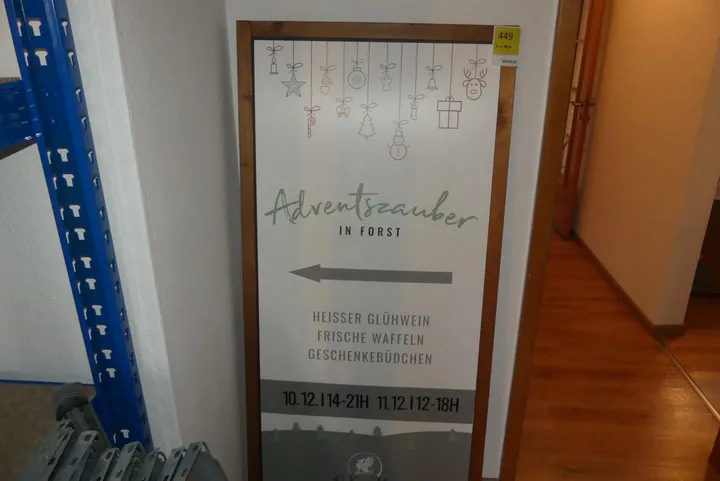 449
Adventszauber
IN FORST
HEISSER GLÜHWEIN
FRISCHE WAFFELN
GESCHENKEBÜDCHEN
10.12. | 14-21H 11.12. | 12-18H